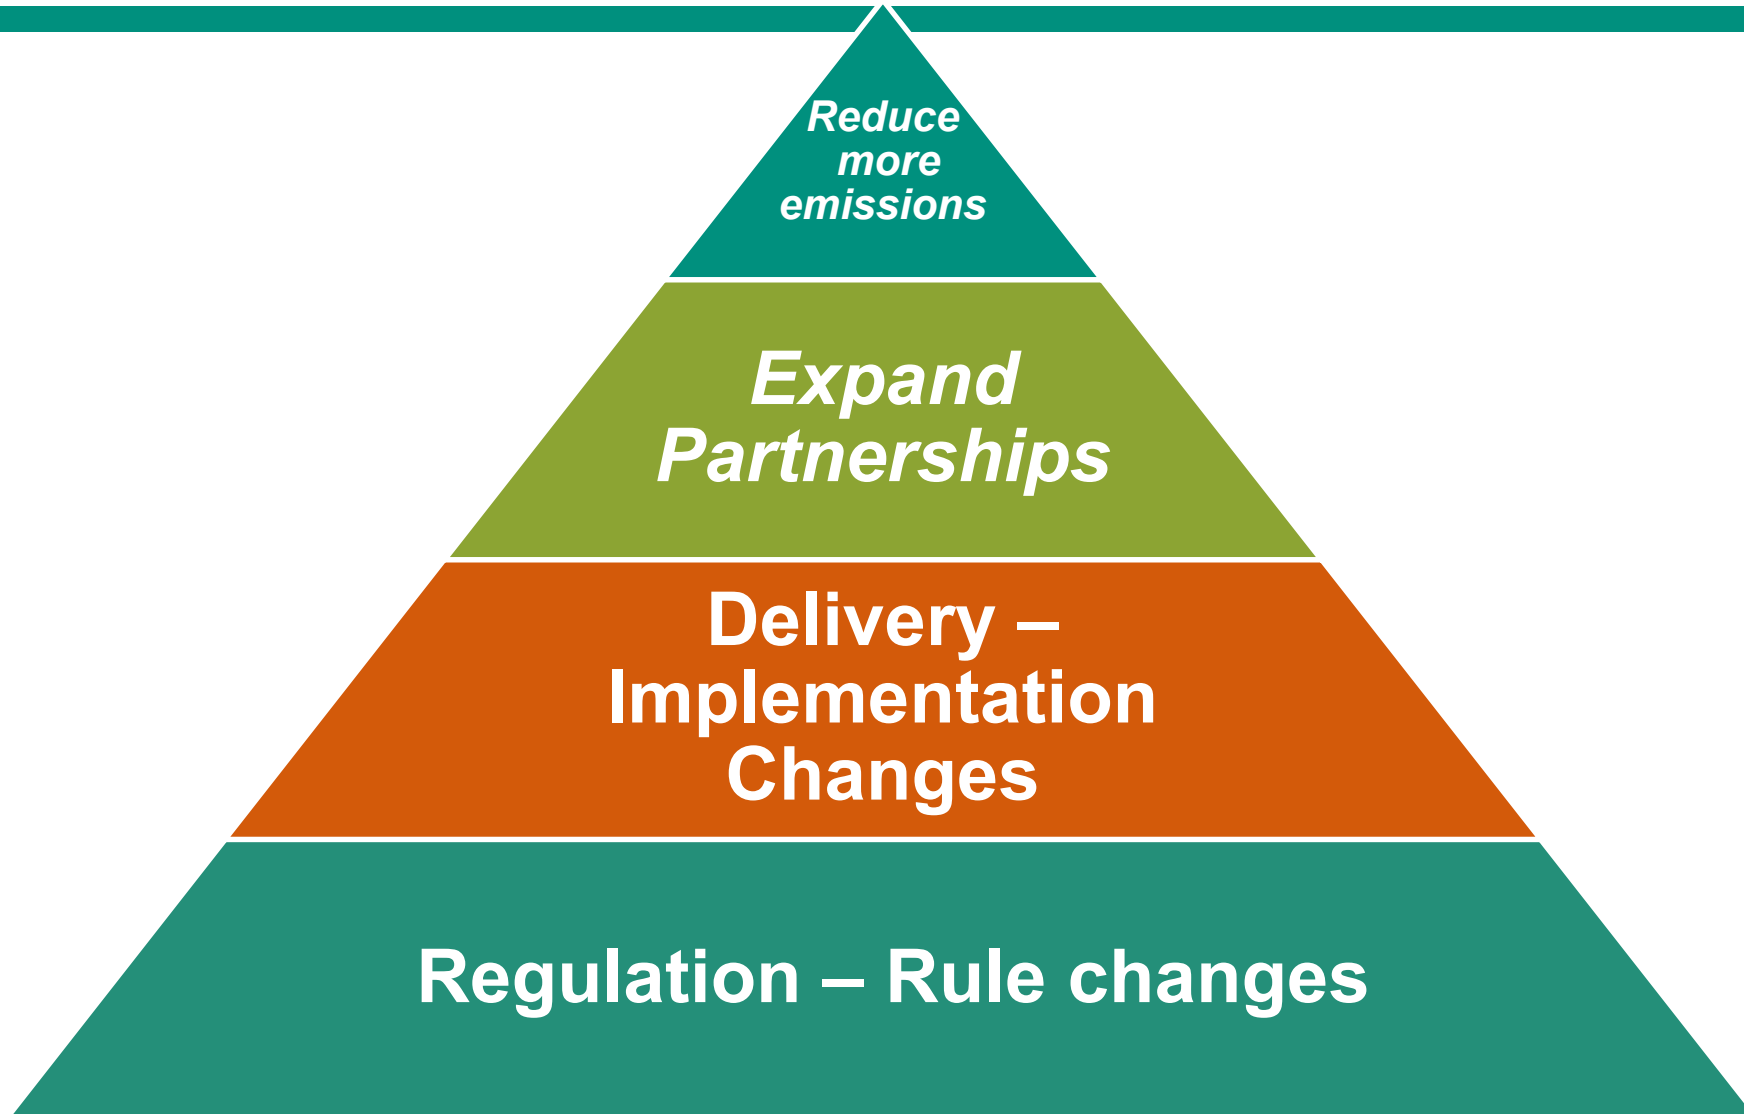 Reduce
more
emissions
Expand
Partnerships
Delivery –
Implementation
Changes
Regulation – Rule changes